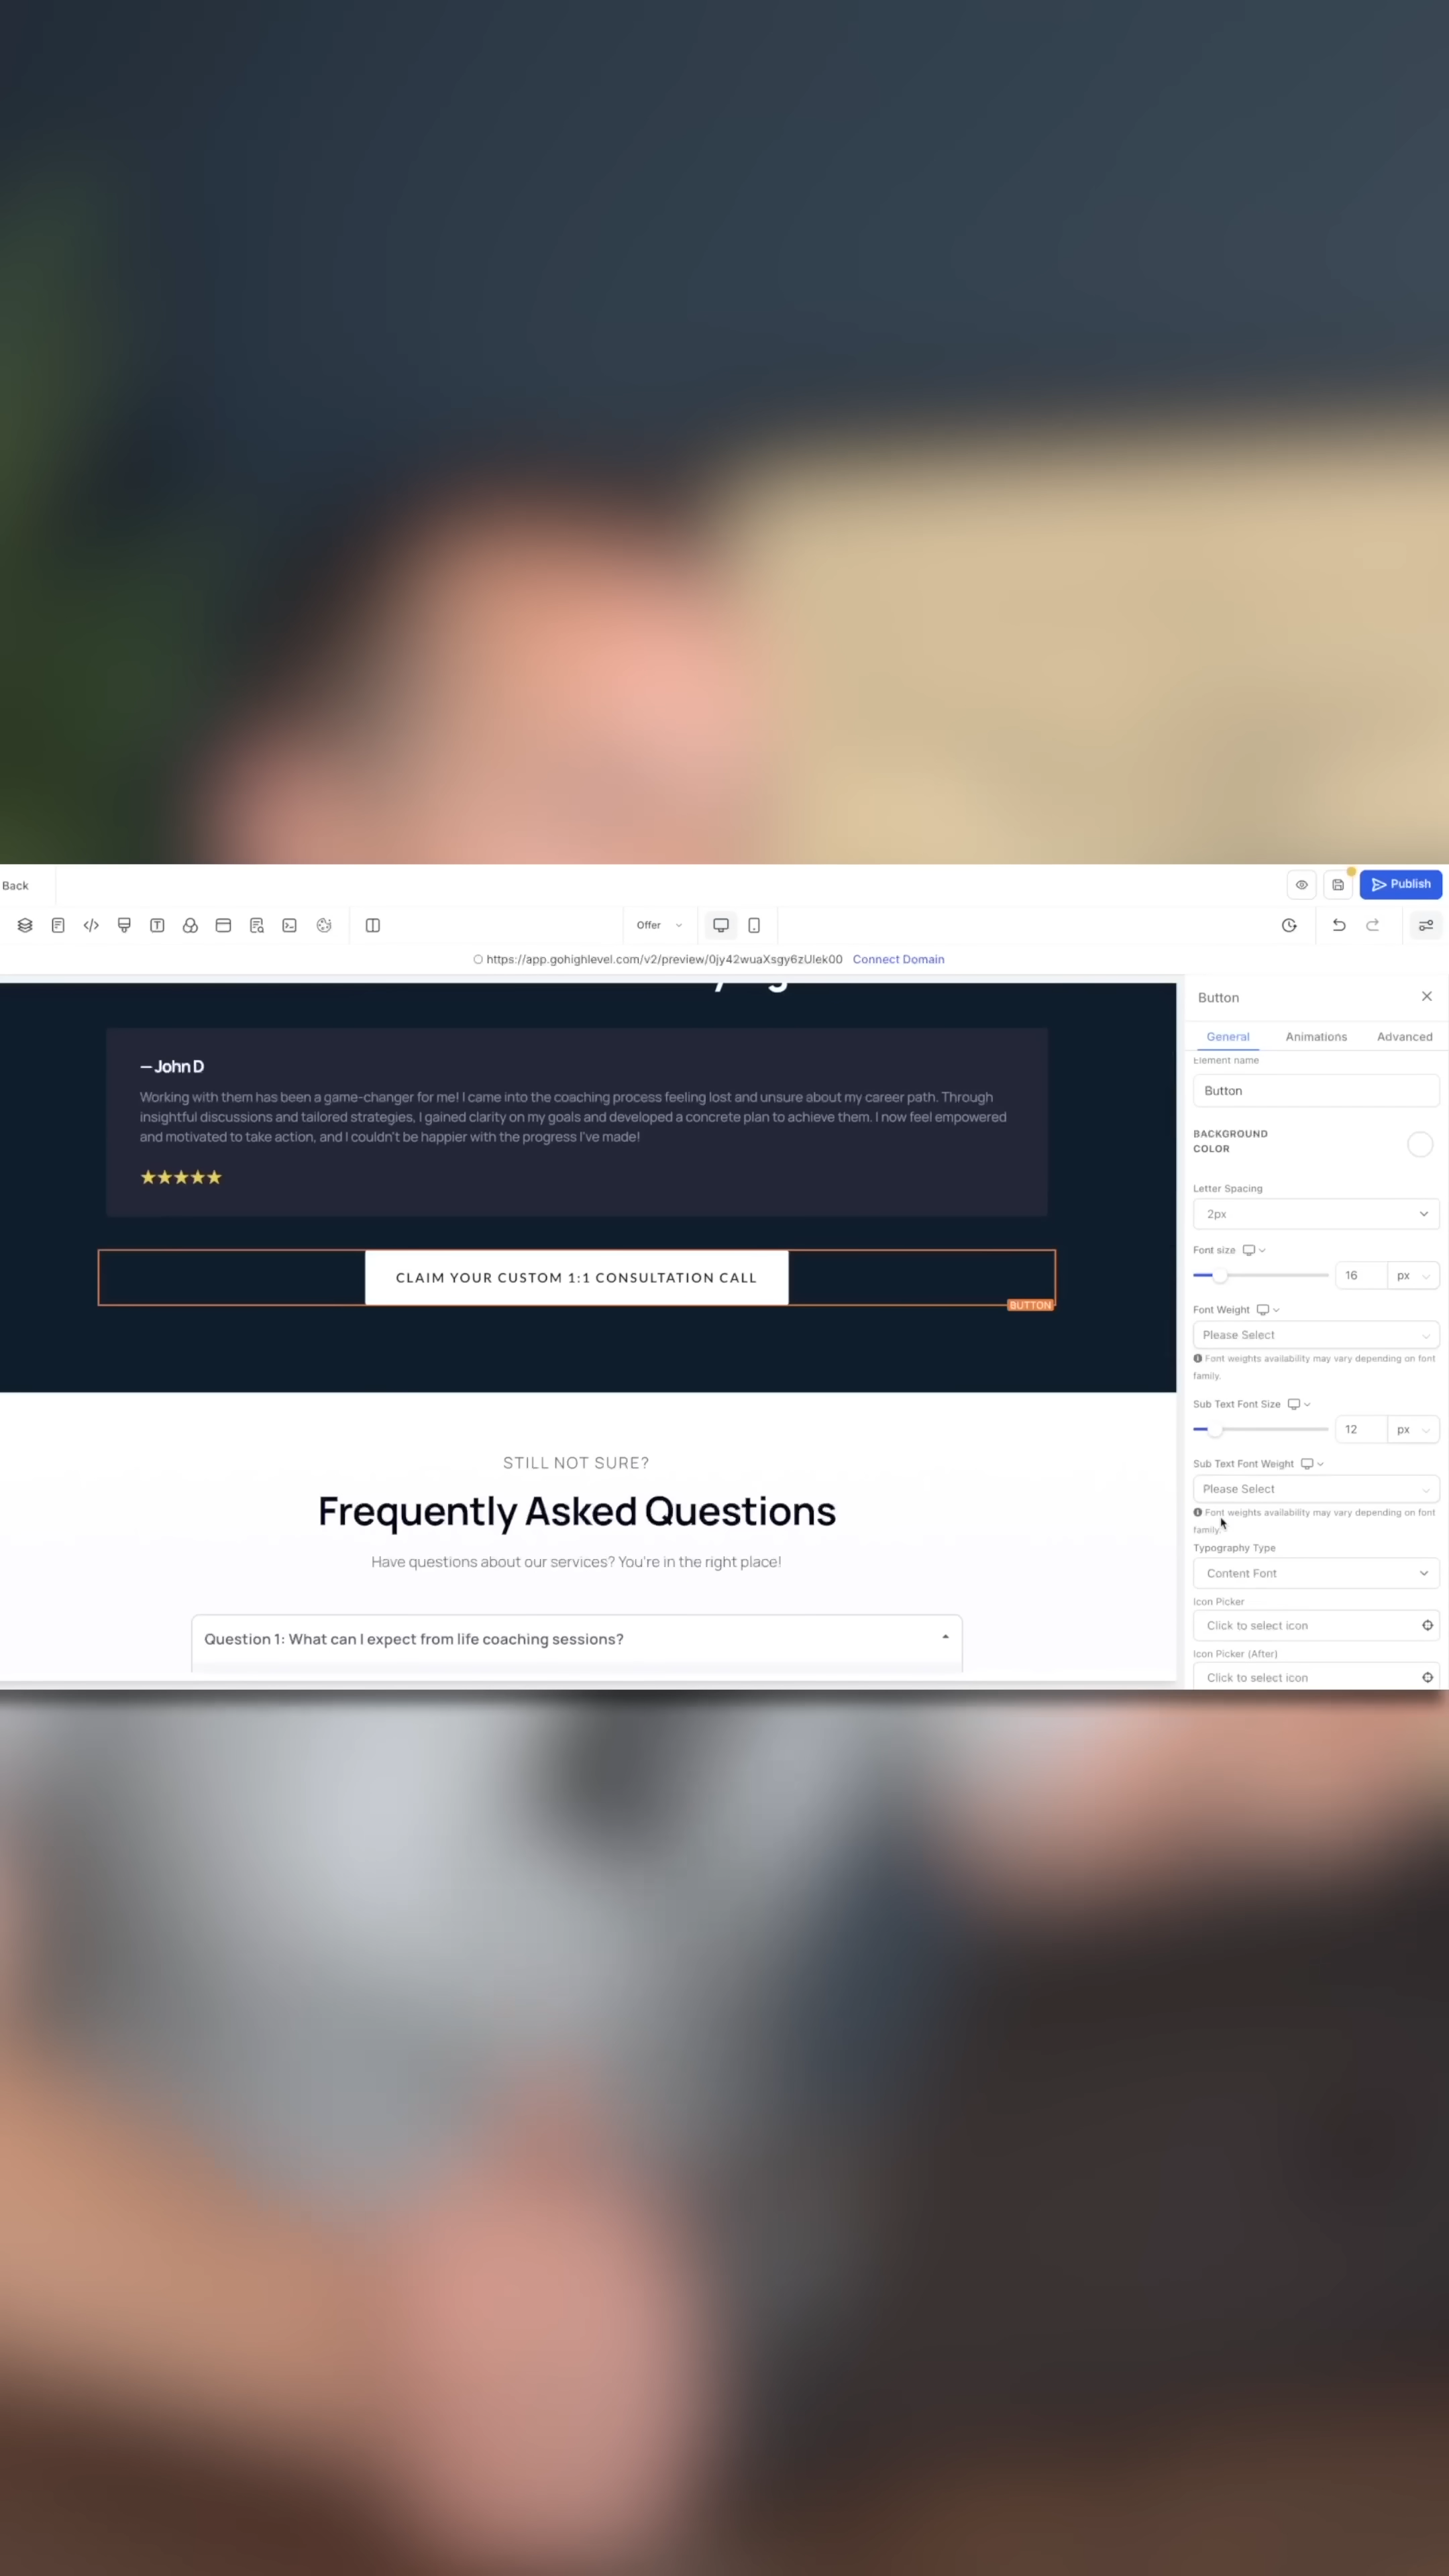 Back
Publish
Offer
https://app.gohighlevel.com/v2/preview/0jy42wuaXsgy6zUlek00 Connect Domain
— John D
Working with them has been a game-changer for me! I came into the coaching process feeling lost and unsure about my career path. Through
insightful discussions and tailored strategies, I gained clarity on my goals and developed a concrete plan to achieve them. I now feel empowered
and motivated to take action, and I couldn't be happier with the progress I've made!
★★★★★
CLAIM YOUR CUSTOM 1:1 CONSULTATION CALL
BUTTON
STILL NOT SURE?
Frequently Asked Questions
Have questions about our services? You're in the right place!
Question 1: What can I expect from life coaching sessions?
Button
General Animations Advanced
Element name
Button
BACKGROUND
COLOR
Letter Spacing
2px
Font size
16 px
Font Weight
Please Select
Font weights availability may vary depending on font
family.
Sub Text Font Size
12 px
Sub Text Font Weight
Please Select
Font weights availability may vary depending on font
family.
Typography Type
Content Font
Icon Picker
Click to select icon
Icon Picker (After)
Click to select icon